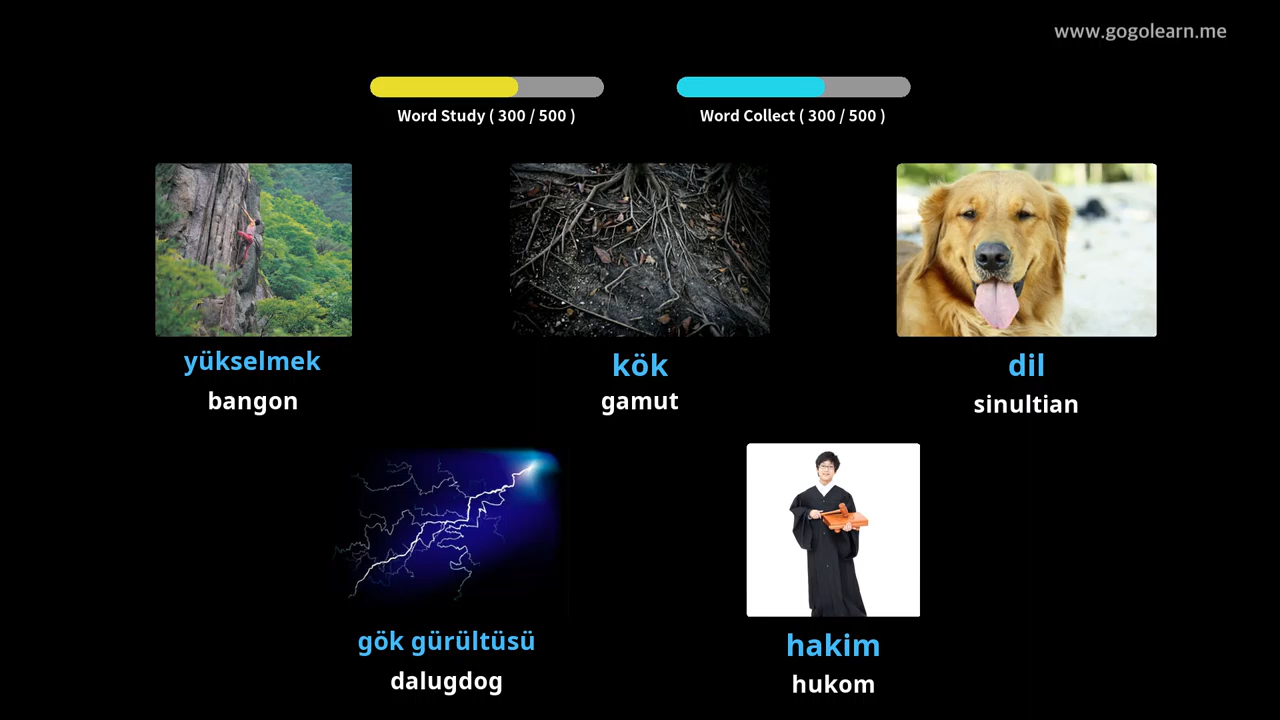 www.gogolearn.me
Word Study ( 300 / 500 )
Word Collect ( 300 / 500 )
yükselmek
bangon
kök
gamut
dil
sinultian
gök gürültüsü
dalugdog
hakim
hukom